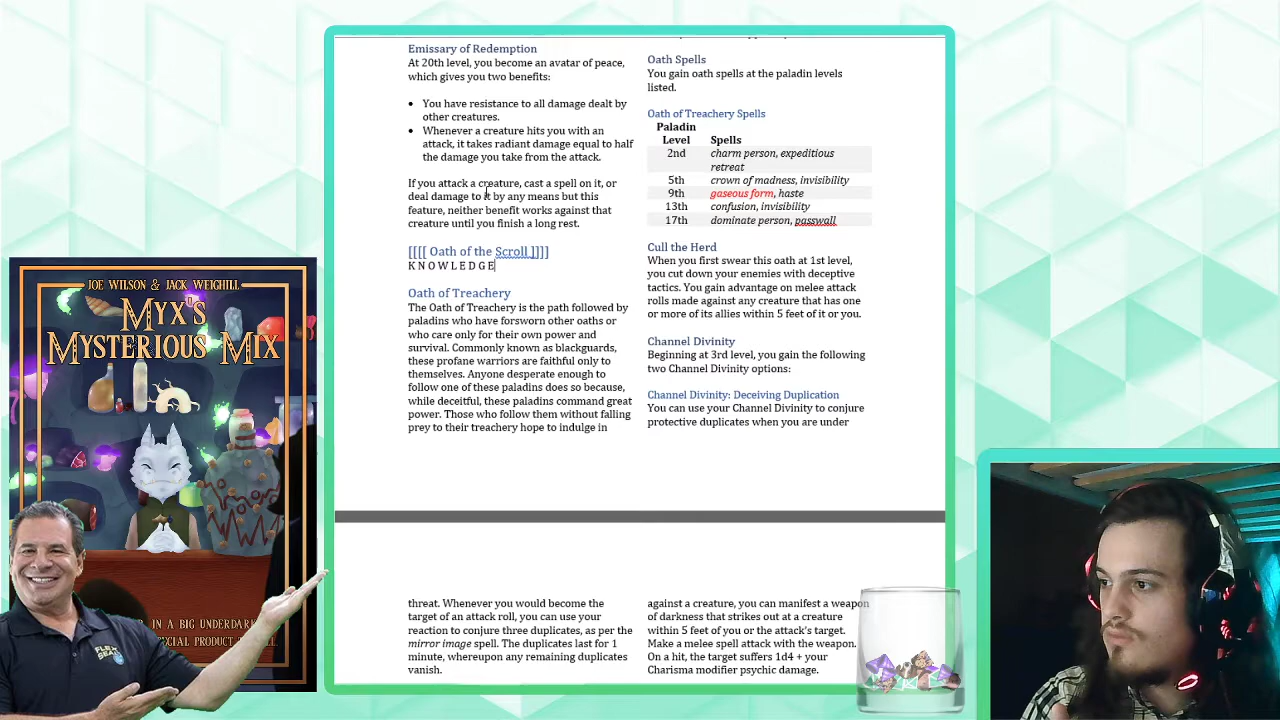 JOE WILSON & JACK WEIGHILL
MYX'S
MYSTERIOUS MIX
IN A BIG UNDERDARK
FLEX
SEAL
Emissary of Redemption
At 20th level, you become an avatar of peace,
which gives you two benefits:
• You have resistance to all damage dealt by
other creatures.
• Whenever a creature hits you with an
attack, it takes radiant damage equal to half
the damage you take from the attack.
If you attack a creature, cast a spell on it, or
deal damage to it by any means but this
feature, neither benefit works against that
creature until you finish a long rest.
[[[[ Oath of the Scroll ]]]]
K N O W L E D G E
Oath of Treachery
The Oath of Treachery is the path followed by
paladins who have forsworn other oaths or
who care only for their own power and
survival. Commonly known as blackguards,
these profane warriors are faithful only to
themselves. Anyone desperate enough to
follow one of these paladins does so because,
while deceitful, these paladins command great
power. Those who follow them without falling
prey to their treachery hope to indulge in
Oath Spells
You gain oath spells at the paladin levels
listed.
Oath of Treachery Spells
Paladin
Level Spells
2nd charm person, expeditious
retreat
5th crown of madness, invisibility
9th gaseous form, haste
13th confusion, invisibility
17th dominate person, passwall
Cull the Herd
When you first swear this oath at 1st level,
you cut down your enemies with deceptive
tactics. You gain advantage on melee attack
rolls made against any creature that has one
or more of its allies within 5 feet of it or you.
Channel Divinity
Beginning at 3rd level, you gain the following
two Channel Divinity options:
Channel Divinity: Deceiving Duplication
You can use your Channel Divinity to conjure
protective duplicates when you are under
threat. Whenever you would become the
target of an attack roll, you can use your
reaction to conjure three duplicates, as per the
mirror image spell. The duplicates last for 1
minute, whereupon any remaining duplicates
vanish.
against a creature, you can manifest a weapon
of darkness that strikes out at a creature
within 5 feet of you or the attack's target.
Make a melee spell attack with the weapon.
On a hit, the target suffers 1d4 + your
Charisma modifier psychic damage.